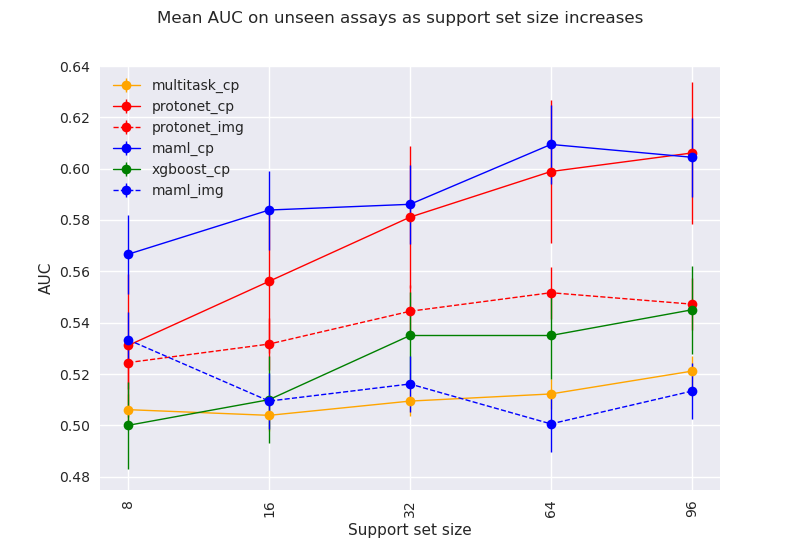 Mean AUC on unseen assays as support set size increases
0.64
0.62
0.60
0.58
0.56
0.54
0.52
0.50
0.48
AUC
multitask_cp
protonet_cp
protonet_img
maml_cp
xgboost_cp
maml_img
8
16
32
64
96
Support set size